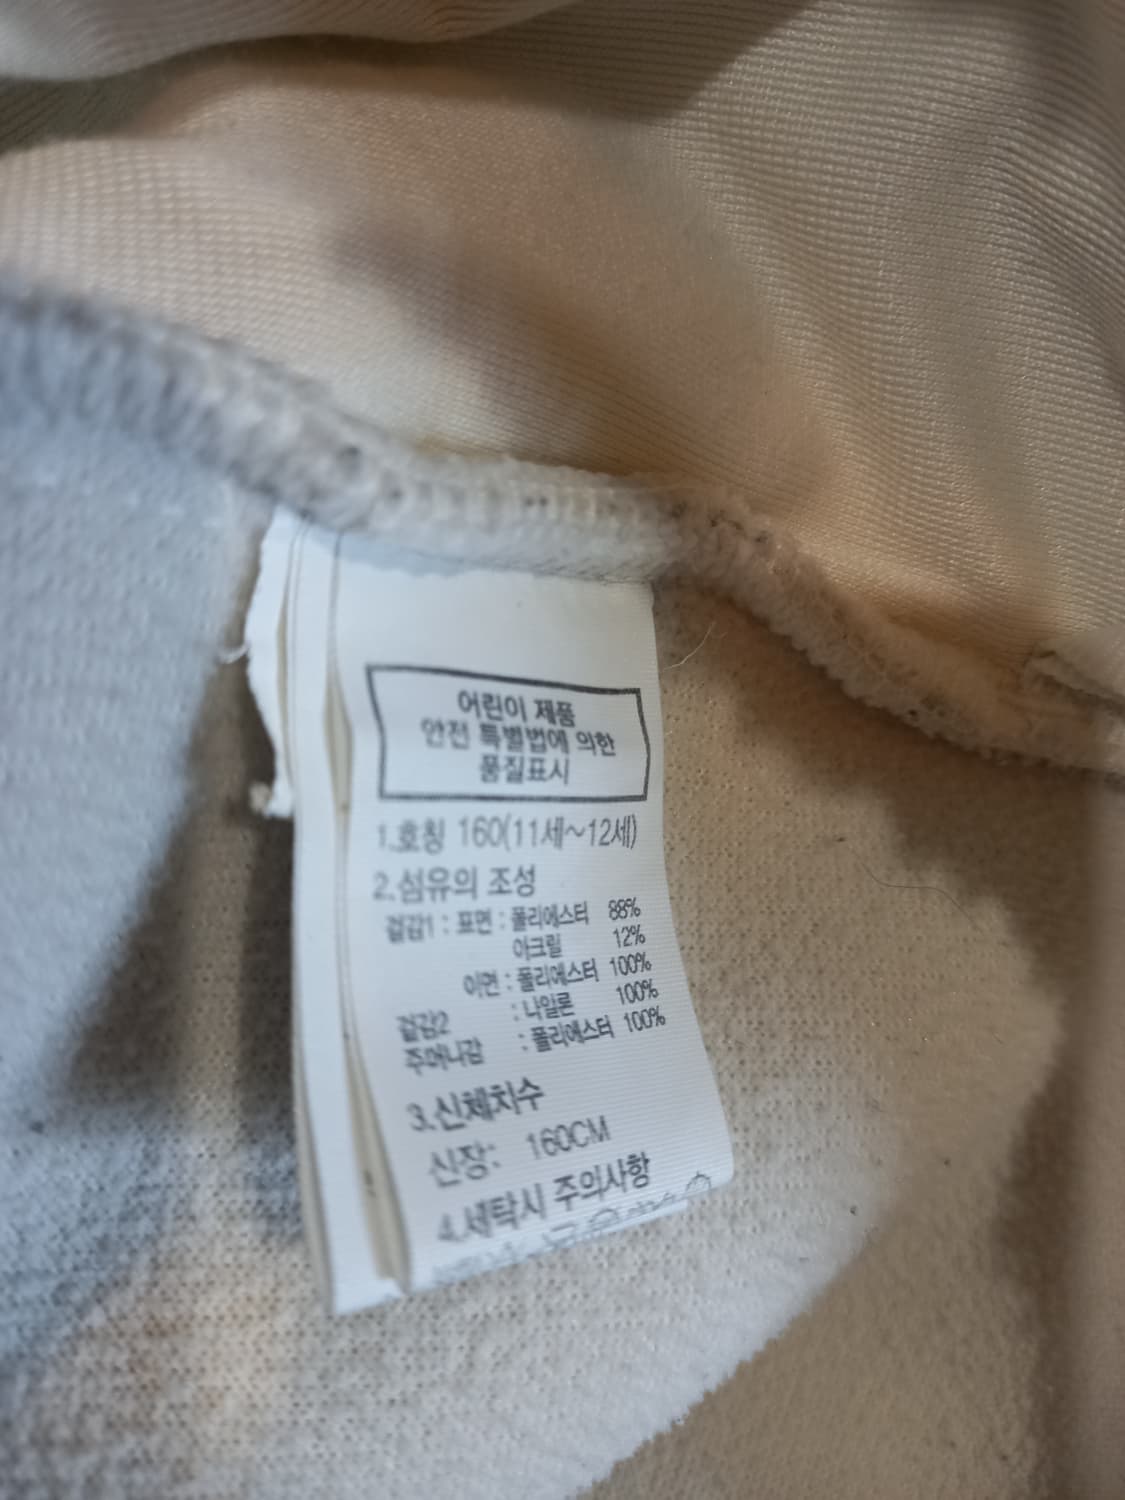 어린이 제품
안전 특별법에 의한
품질표시
1.호칭 160(11세~12세)
2.섬유의 조성
겉감1 : 표면 : 폴리에스터 88%
아크릴 12%
이면 : 폴리에스터 100%
겉감2 : 나일론 100%
주머니감 : 폴리에스터 100%
3.신체치수
신장: 160CM
4.세탁시 주의사항